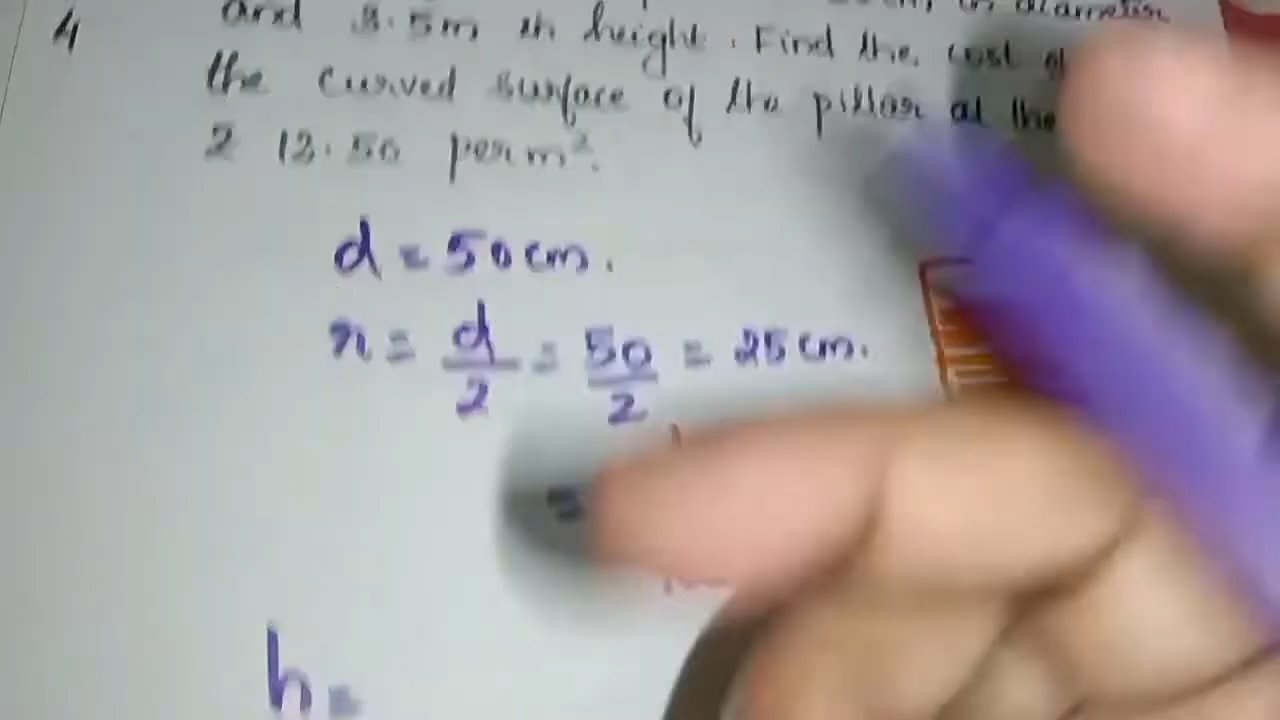 4
and 3.5m in height. Find the cost of
the curved surface of the pillar at the
₹ 12.50 per m².
d = 50cm.
r = d/2 = 50/2 = 25cm.
h =